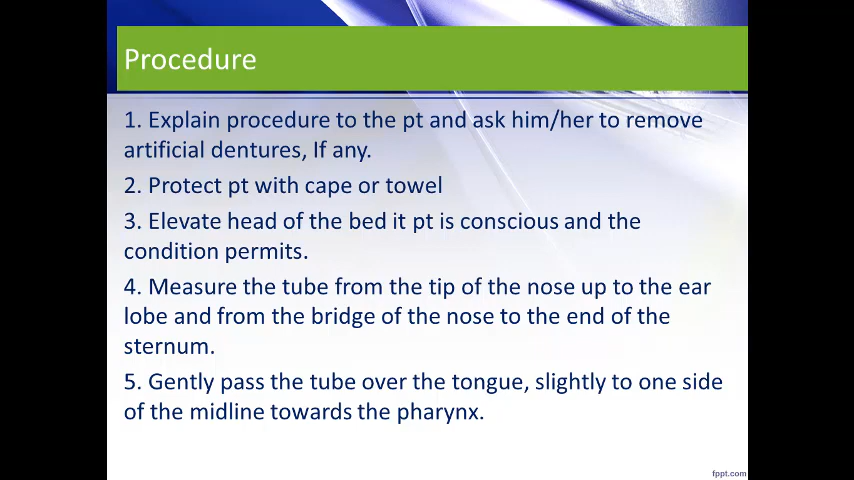 Procedure
1. Explain procedure to the pt and ask him/her to remove
artificial dentures, If any.
2. Protect pt with cape or towel
3. Elevate head of the bed it pt is conscious and the
condition permits.
4. Measure the tube from the tip of the nose up to the ear
lobe and from the bridge of the nose to the end of the
sternum.
5. Gently pass the tube over the tongue, slightly to one side
of the midline towards the pharynx.
fppt.com